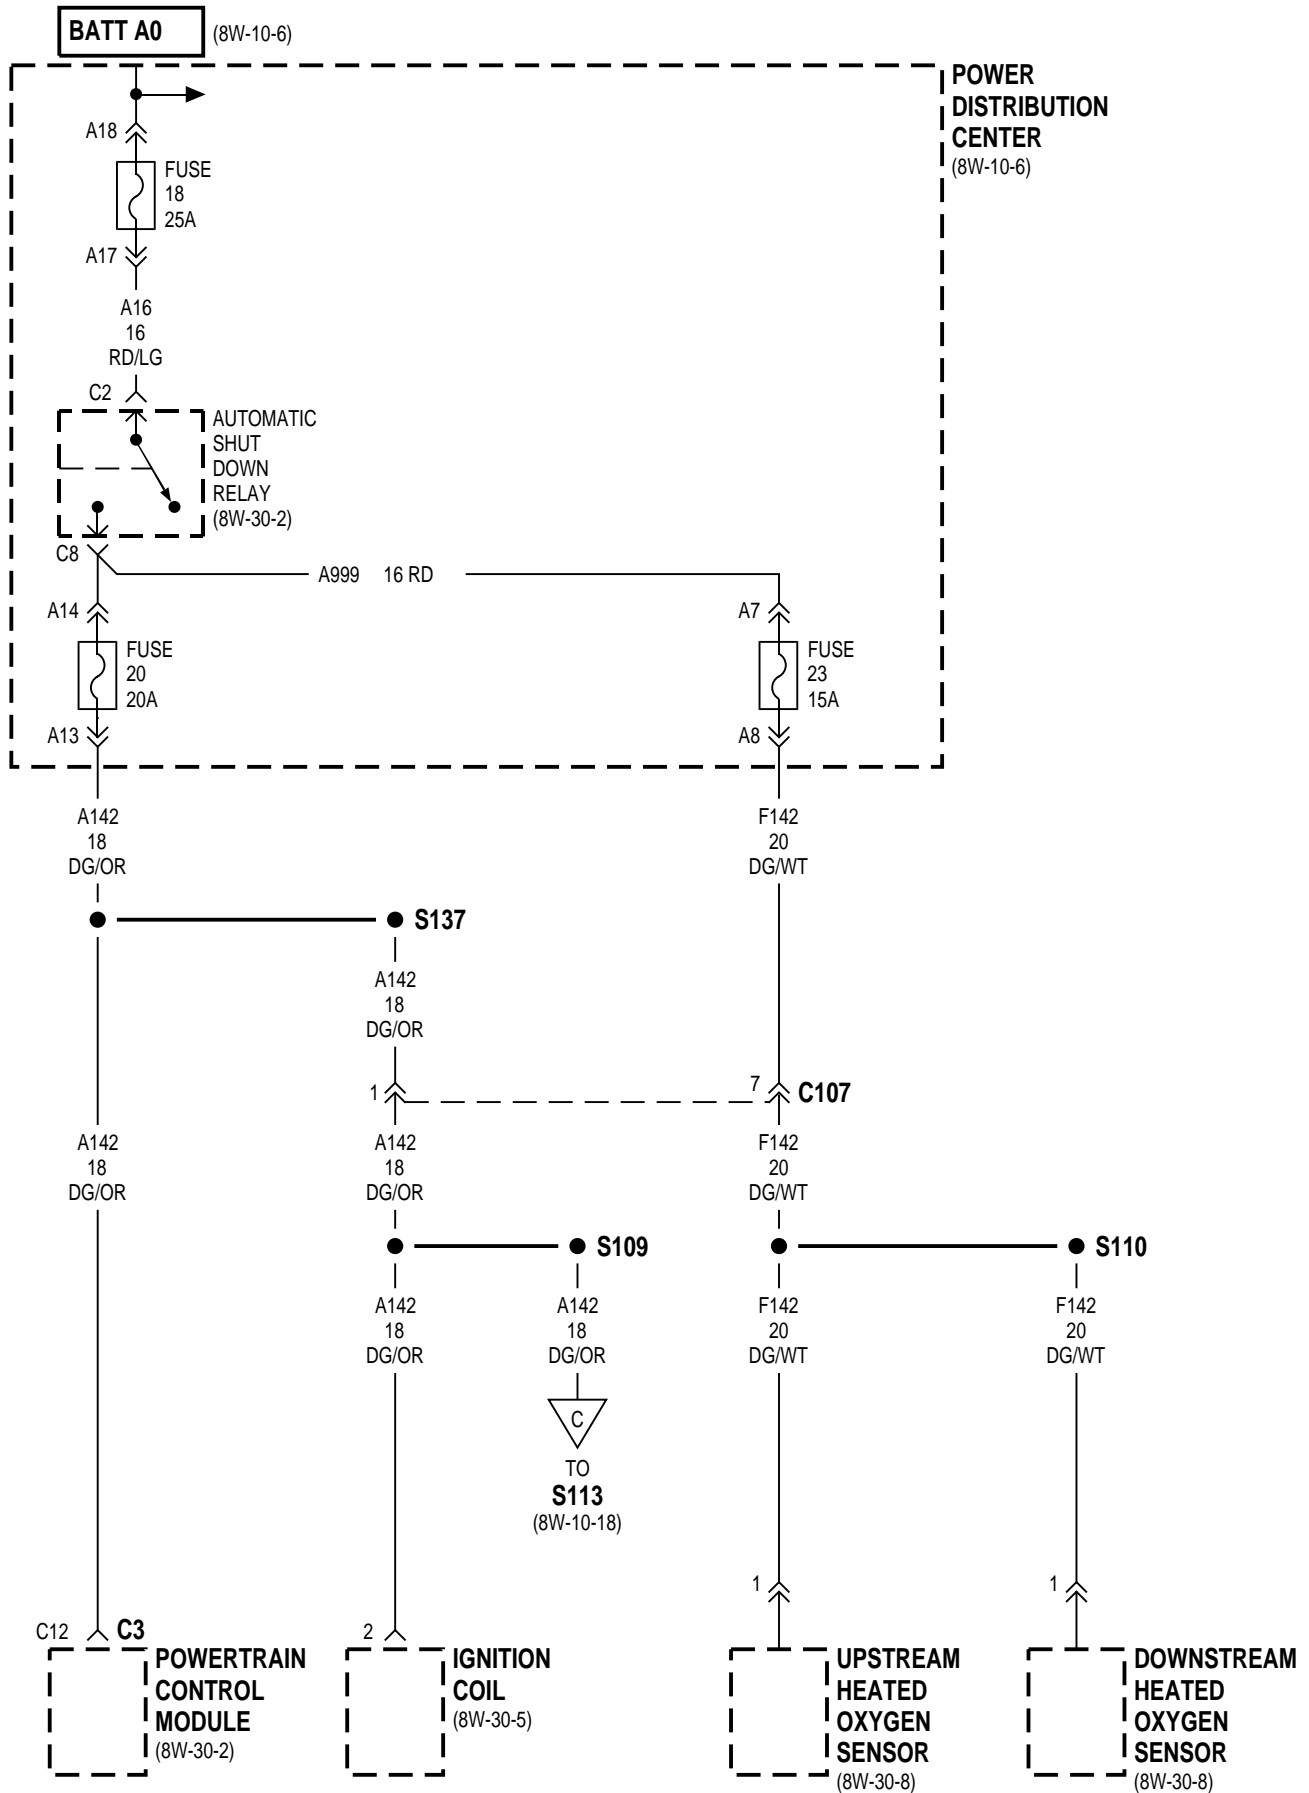 BATT A0 (8W-10-6)
POWER
DISTRIBUTION
CENTER
(8W-10-6)
A18
FUSE
18
25A
A17
A16
16
RD/LG
C2
AUTOMATIC
SHUT
DOWN
RELAY
(8W-30-2)
C8
A999 16 RD
A14
FUSE
20
20A
A13
A7
FUSE
23
15A
A8
A142
18
DG/OR
F142
20
DG/WT
S137
A142
18
DG/OR
1
7
C107
A142
18
DG/OR
A142
18
DG/OR
F142
20
DG/WT
S109
S110
A142
18
DG/OR
A142
18
DG/OR
F142
20
DG/WT
F142
20
DG/WT
C
TO
S113
(8W-10-18)
1
1
C12
C3
2
POWERTRAIN
CONTROL
MODULE
(8W-30-2)
IGNITION
COIL
(8W-30-5)
UPSTREAM
HEATED
OXYGEN
SENSOR
(8W-30-8)
DOWNSTREAM
HEATED
OXYGEN
SENSOR
(8W-30-8)